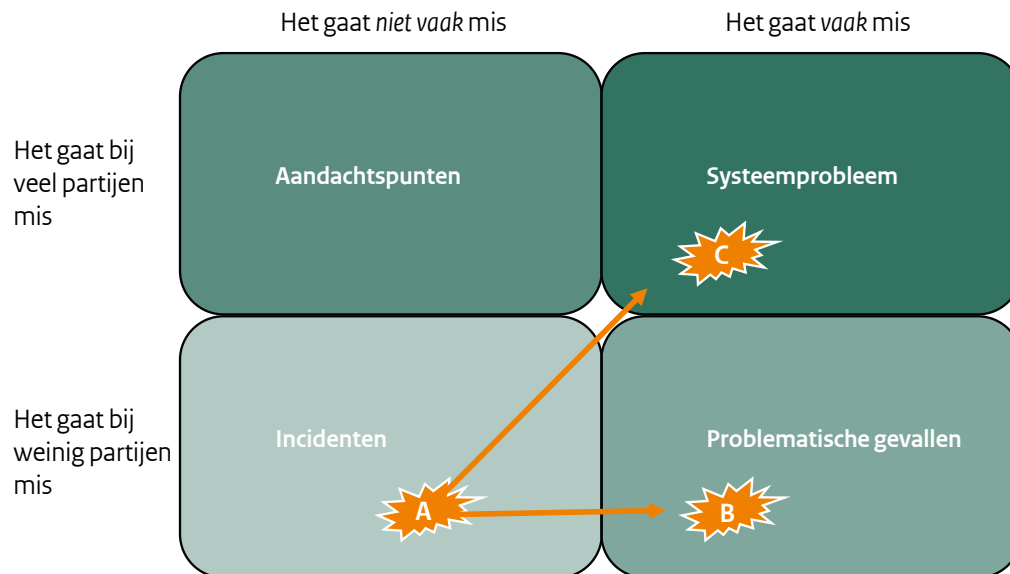 Het gaat niet vaak mis
Het gaat vaak mis
Het gaat bij
veel partijen
mis
Aandachtspunten
Systeemprobleem
C
Het gaat bij
weinig partijen
mis
Incidenten
Problematische gevallen
A
B